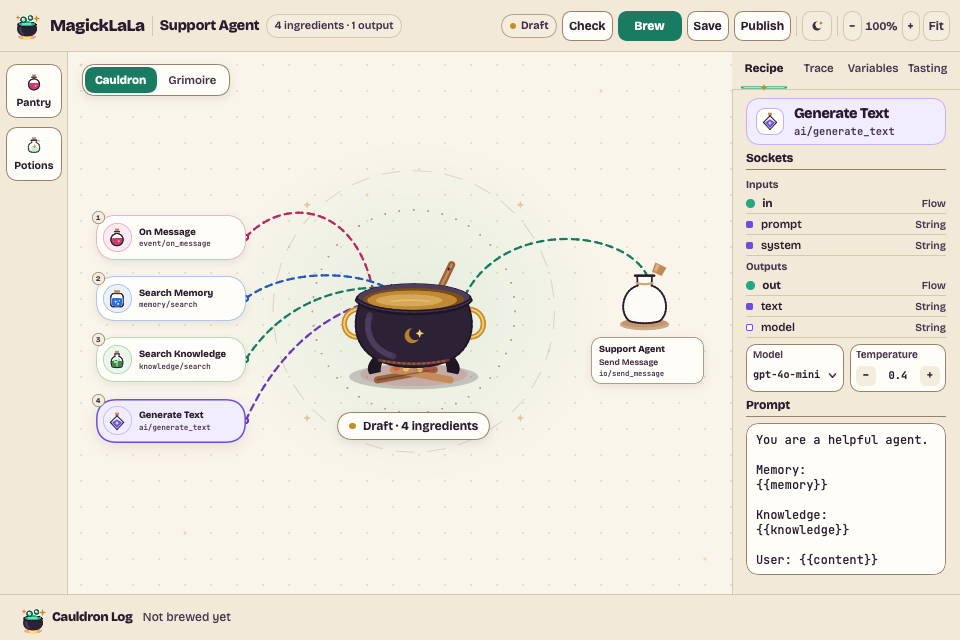 MagickLaLa
Support Agent
4 ingredients · 1 output
Draft
Check
Brew
Save
Publish
−
100%
+
Fit
Pantry
Potions
Cauldron
Grimoire
1
On Message
event/on_message
2
Search Memory
memory/search
3
Search Knowledge
knowledge/search
4
Generate Text
ai/generate_text
Draft · 4 ingredients
Support Agent
Send Message
io/send_message
Recipe
Trace
Variables
Tasting
Generate Text
ai/generate_text
Sockets
Inputs
in Flow
prompt String
system String
Outputs
out Flow
text String
model String
Model
gpt-4o-mini
Temperature
− 0.4 +
Prompt
You are a helpful agent.
Memory:
{{memory}}
Knowledge:
{{knowledge}}
User: {{content}}
Cauldron Log
Not brewed yet